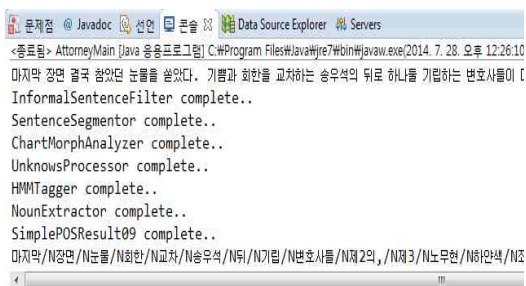 문제점 @ Javadoc 선언 콘솔 Data Source Explorer Servers
<종료됨> AttorneyMain [Java 응용프로그램] C:₩Program Files₩Java₩jre7₩bin₩javaw.exe(2014. 7. 28. 오후 12:26:10
마지막 장면 결국 참았던 눈물을 쏟았다. 기쁨과 회한을 교차하는 송우석의 뒤로 하나둘 기립하는 변호사들이
InformalSentenceFilter complete..
SentenceSegmentor complete..
ChartMorphAnalyzer complete..
UnknowsProcessor complete..
HMMTagger complete..
NounExtractor complete..
SimplePOSResult09 complete..
마지막/N장면/N눈물/N회한/N교차/N송우석/N뒤/N기립/N변호사들/N제2의,/N제3/N노무현/N하얀색/N조